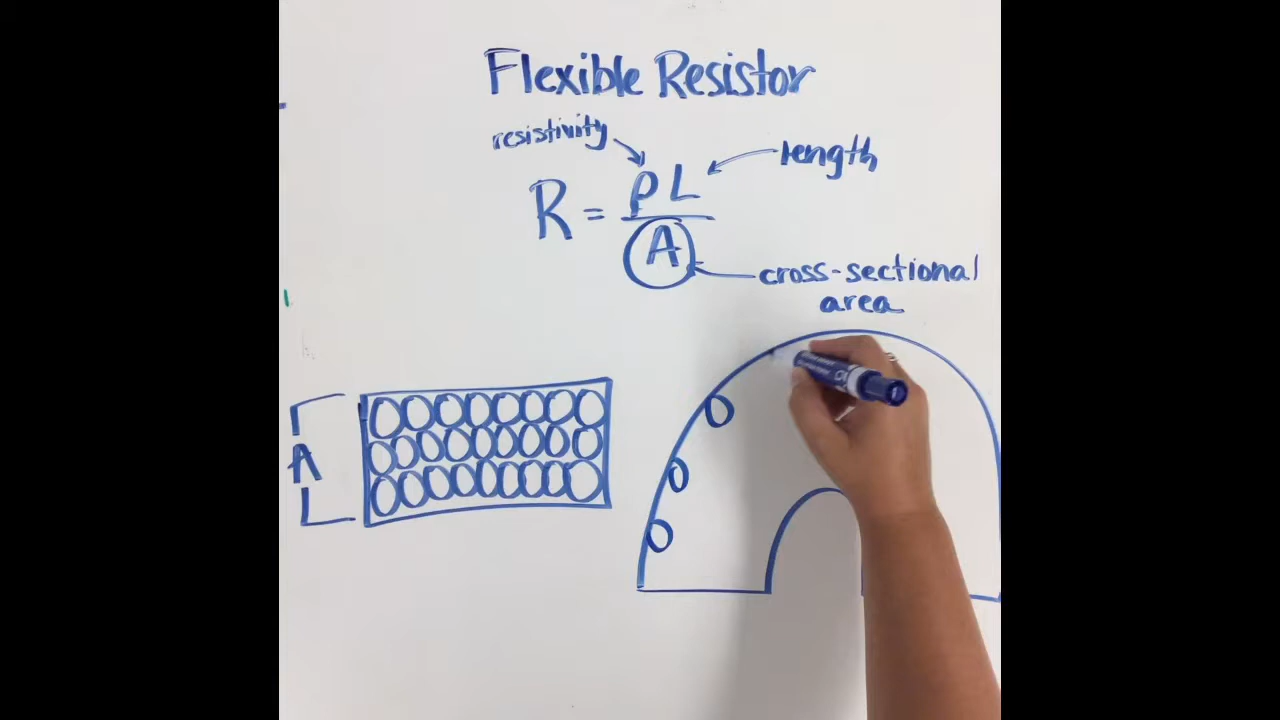 Flexible Resistor
resistivity
length
R = ρL
A
cross-sectional
area
A